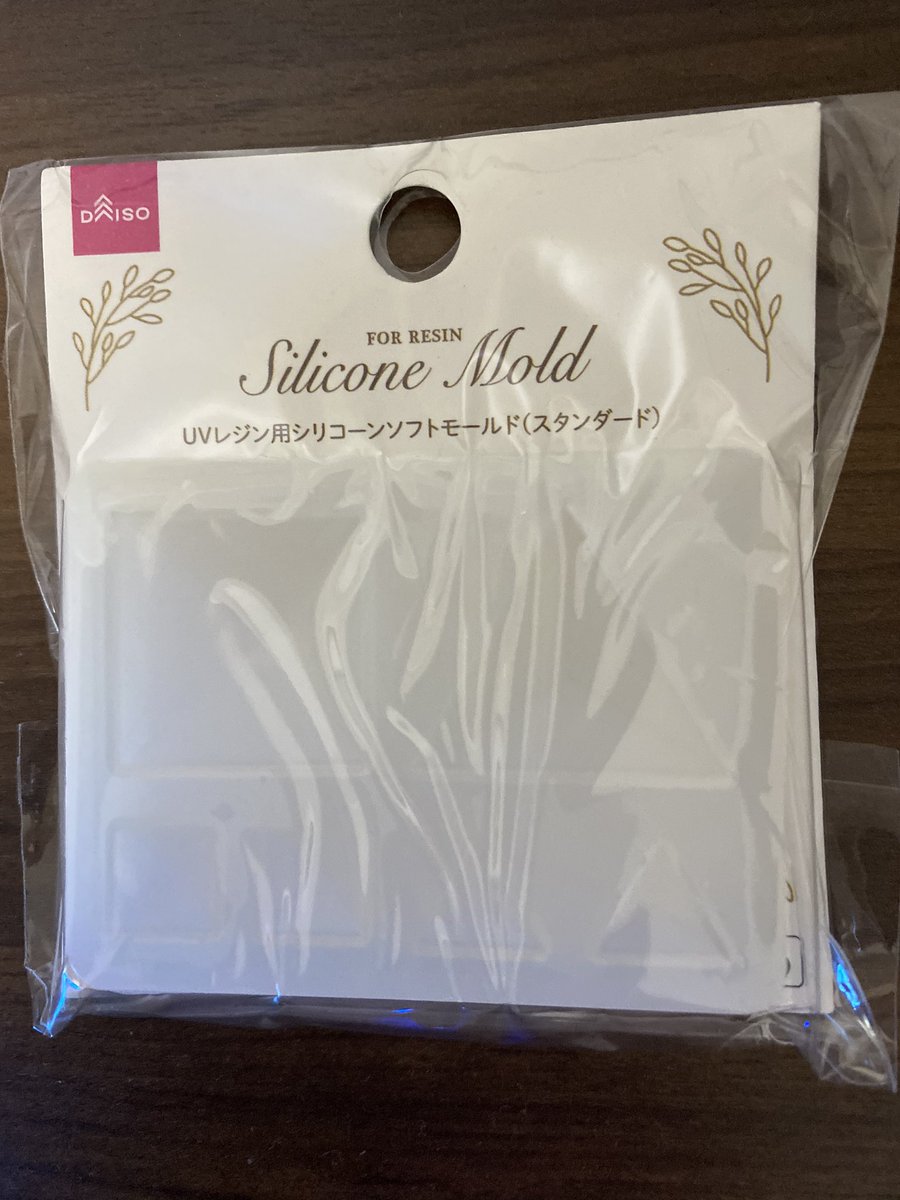 DAISO
FOR RESIN
Silicone Mold
UVレジン用シリコーンソフトモールド(スタンダード)